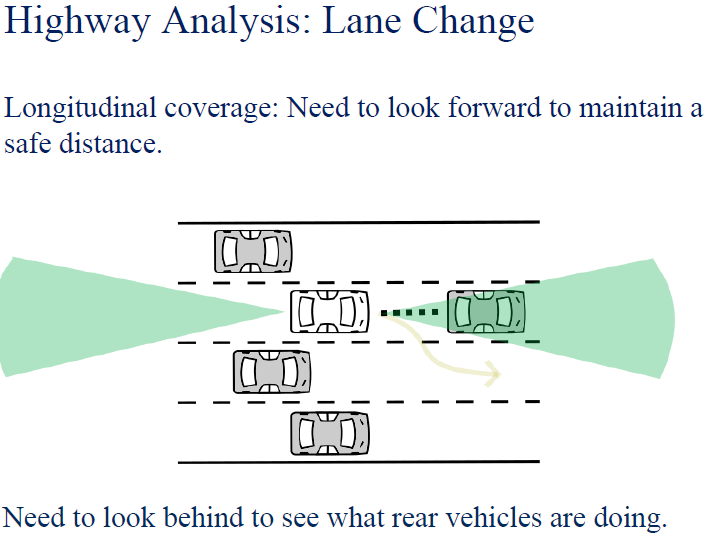 Highway Analysis: Lane Change
Longitudinal coverage: Need to look forward to maintain a
safe distance.
Need to look behind to see what rear vehicles are doing.